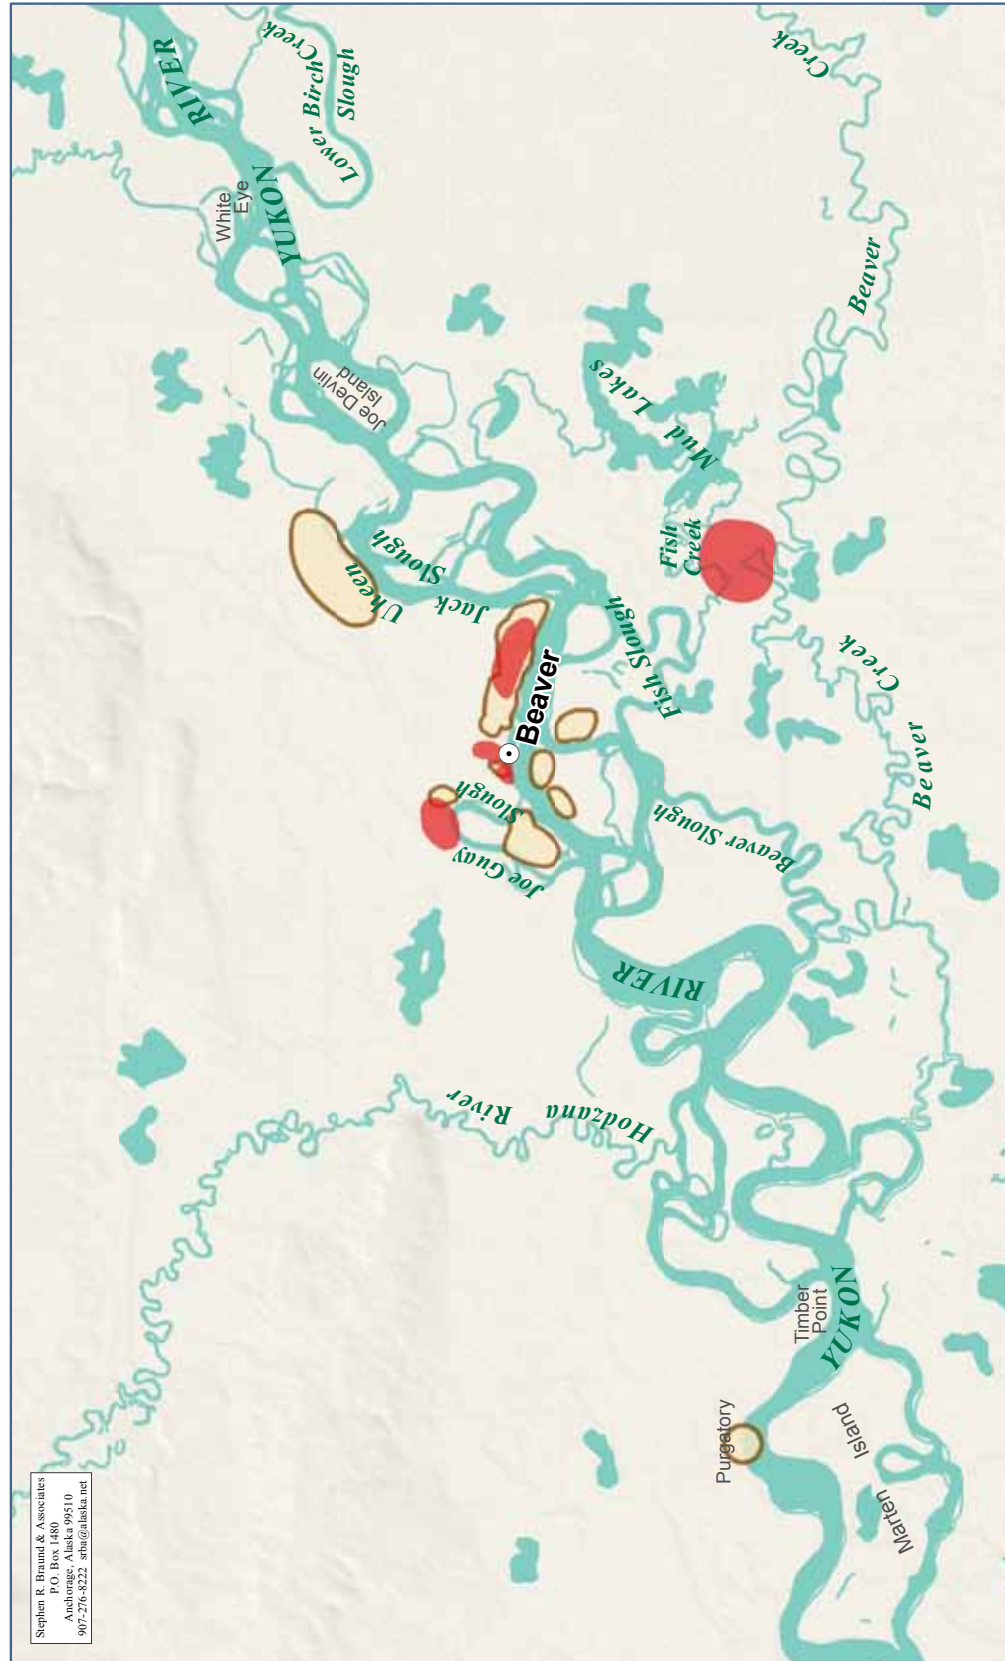 Stephen R. Braund & Associates
P.O. Box 1480
Anchorage, Alaska 99510
907-276-8222 srba@alaska.net
RIVER
YUKON
White
Eye
Lower Birch Creek
Slough
Creek
Beaver
Joe Devlin
Island
Mud Lakes
Fish
Creek
Uheen
Jack
Slough
Fish Slough
Beaver
Joe Guay
Slough
Beaver Slough
Beaver
Creek
RIVER
Hodzana
River
Timber
Point
YUKON
Purgatory
Marten
Island